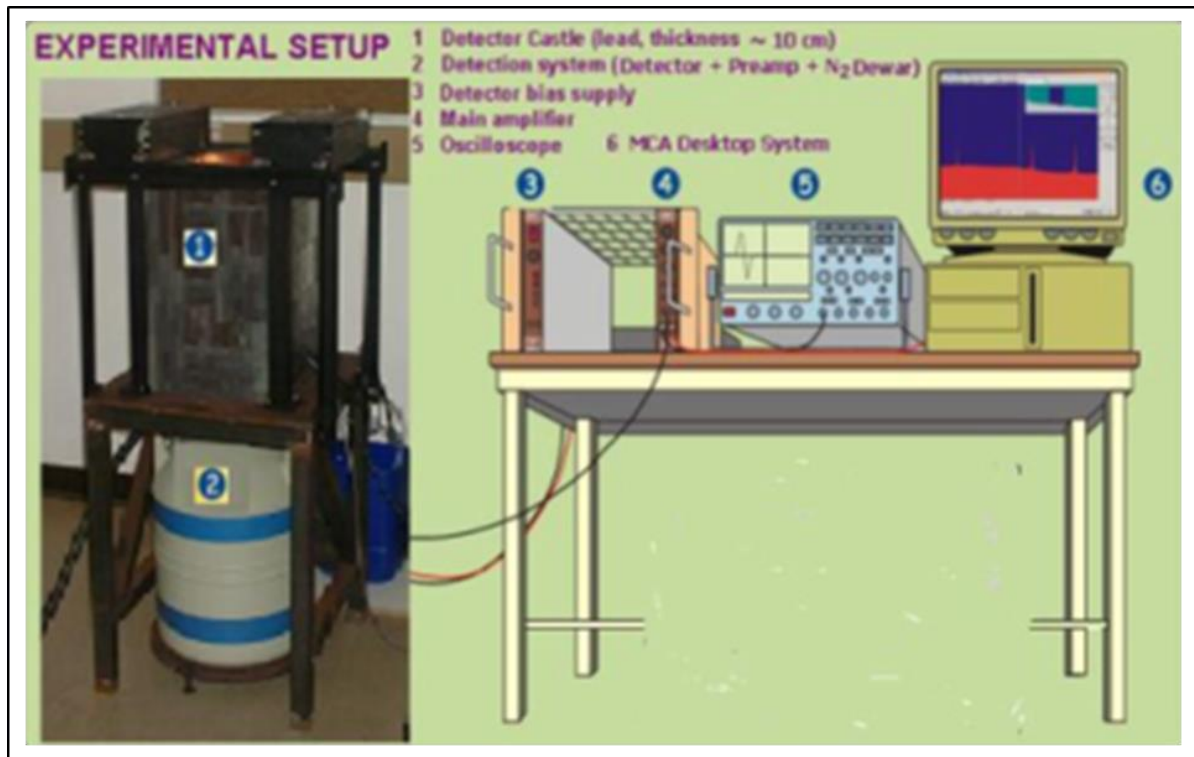 EXPERIMENTAL SETUP
1 Detector Castle (lead, thickness ~ 10 cm)
2 Detection system (Detector + Preamp + N₂ Dewar)
3 Detector bias supply
4 Main amplifier
5 Oscilloscope 6 MCA Desktop System
3 4 5 6
1
2